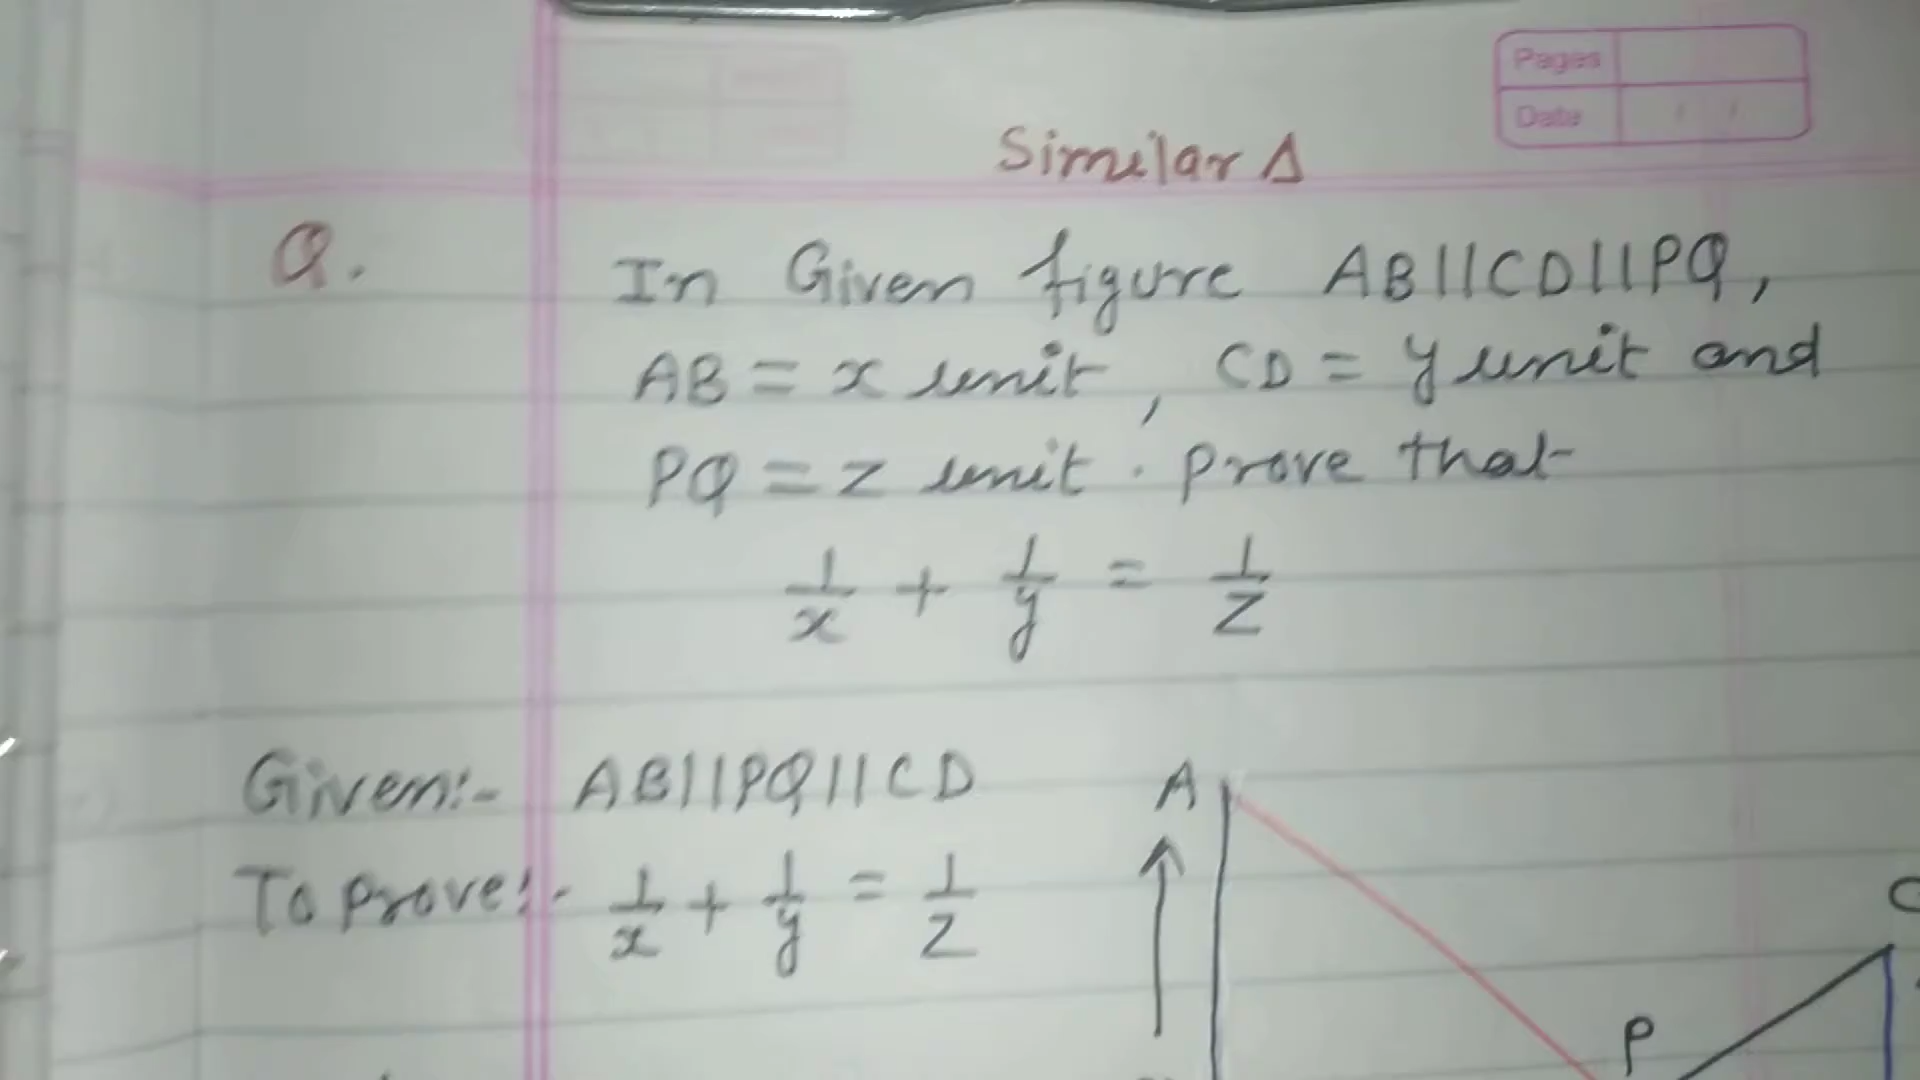 Pages
Date
Similar Δ
Q. In Given figure AB||CD||PQ,
AB = x unit, CD = y unit and
PQ = z unit. prove that
1/x + 1/y = 1/z
Given:- AB||PQ||CD
To prove:- 1/x + 1/y = 1/z
A
C
P